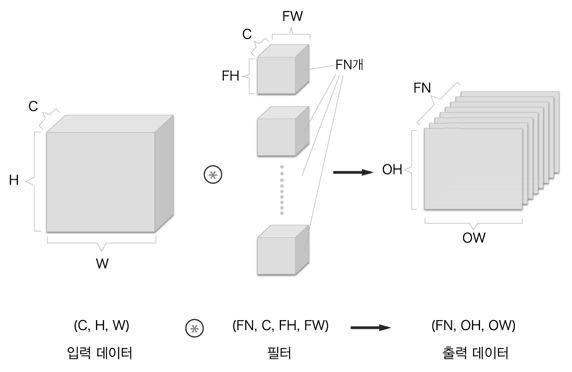 FW
C
FH
FN개
C
H
W
FN
OH
OW
(C, H, W) ⊛ (FN, C, FH, FW) → (FN, OH, OW)
입력 데이터 필터 출력 데이터